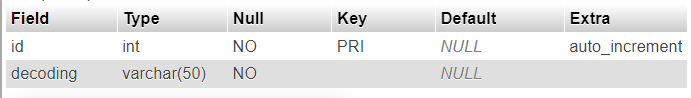 Field Type Null Key Default Extra
id int NO PRI NULL auto_increment
decoding varchar(50) NO NULL